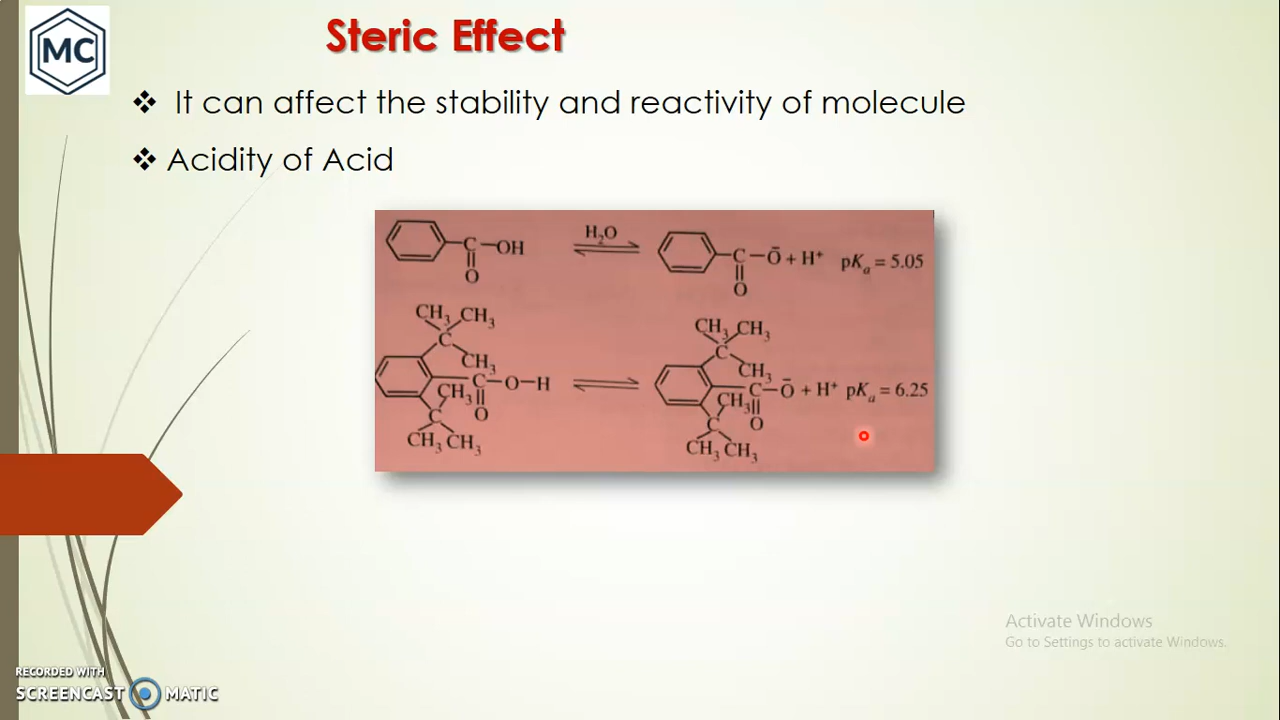 MC
Steric Effect
❖ It can affect the stability and reactivity of molecule
❖ Acidity of Acid
C–OH
O
H₂O
C–Ō + H⁺ pKₐ = 5.05
O
CH₃ CH₃
C
CH₃
C–O–H
CH₃
O
C
CH₃ CH₃
CH₃ CH₃
C
CH₃
C–Ō + H⁺ pKₐ = 6.25
CH₃
O
C
CH₃ CH₃
Activate Windows
Go to Settings to activate Windows.
RECORDED WITH
SCREENCAST MATIC